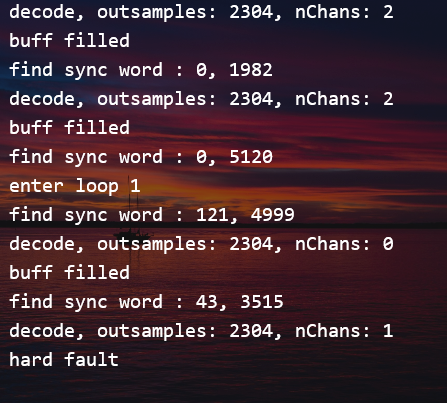 decode, outsamples: 2304, nChans: 2
buff filled
find sync word : 0, 1982
decode, outsamples: 2304, nChans: 2
buff filled
find sync word : 0, 5120
enter loop 1
find sync word : 121, 4999
decode, outsamples: 2304, nChans: 0
buff filled
find sync word : 43, 3515
decode, outsamples: 2304, nChans: 1
hard fault